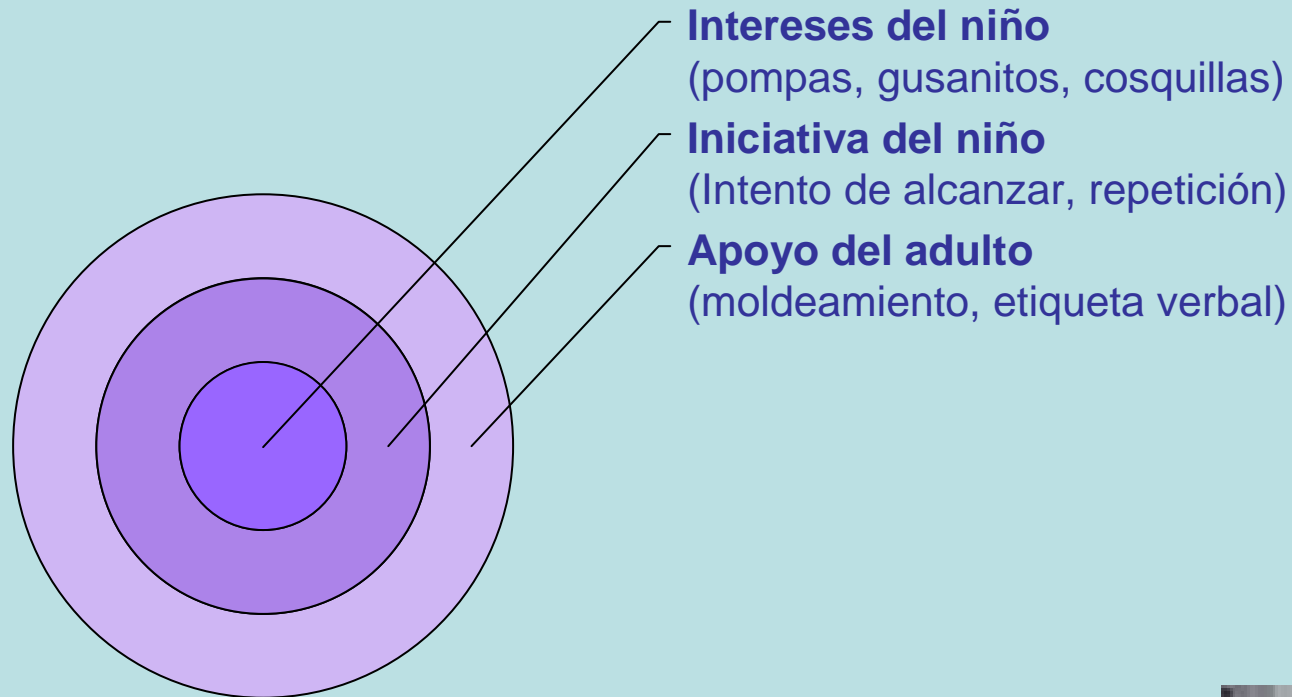 Intereses del niño
(pompas, gusanitos, cosquillas)
Iniciativa del niño
(Intento de alcanzar, repetición)
Apoyo del adulto
(moldeamiento, etiqueta verbal)